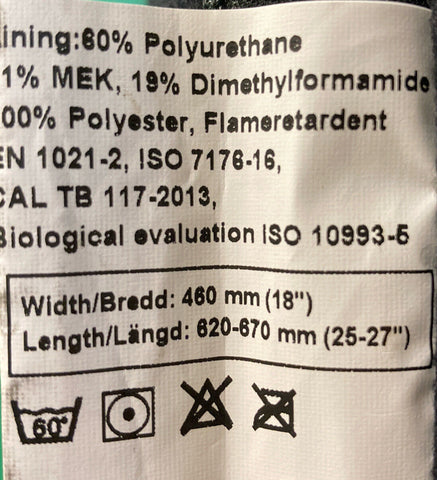 ining:60% Polyurethane
1% MEK, 19% Dimethylformamide
00% Polyester, Flameretardent
EN 1021-2, ISO 7176-16,
CAL TB 117-2013,
Biological evaluation ISO 10993-5
Width/Bredd: 460 mm (18")
Length/Längd: 620-670 mm (25-27")
60°